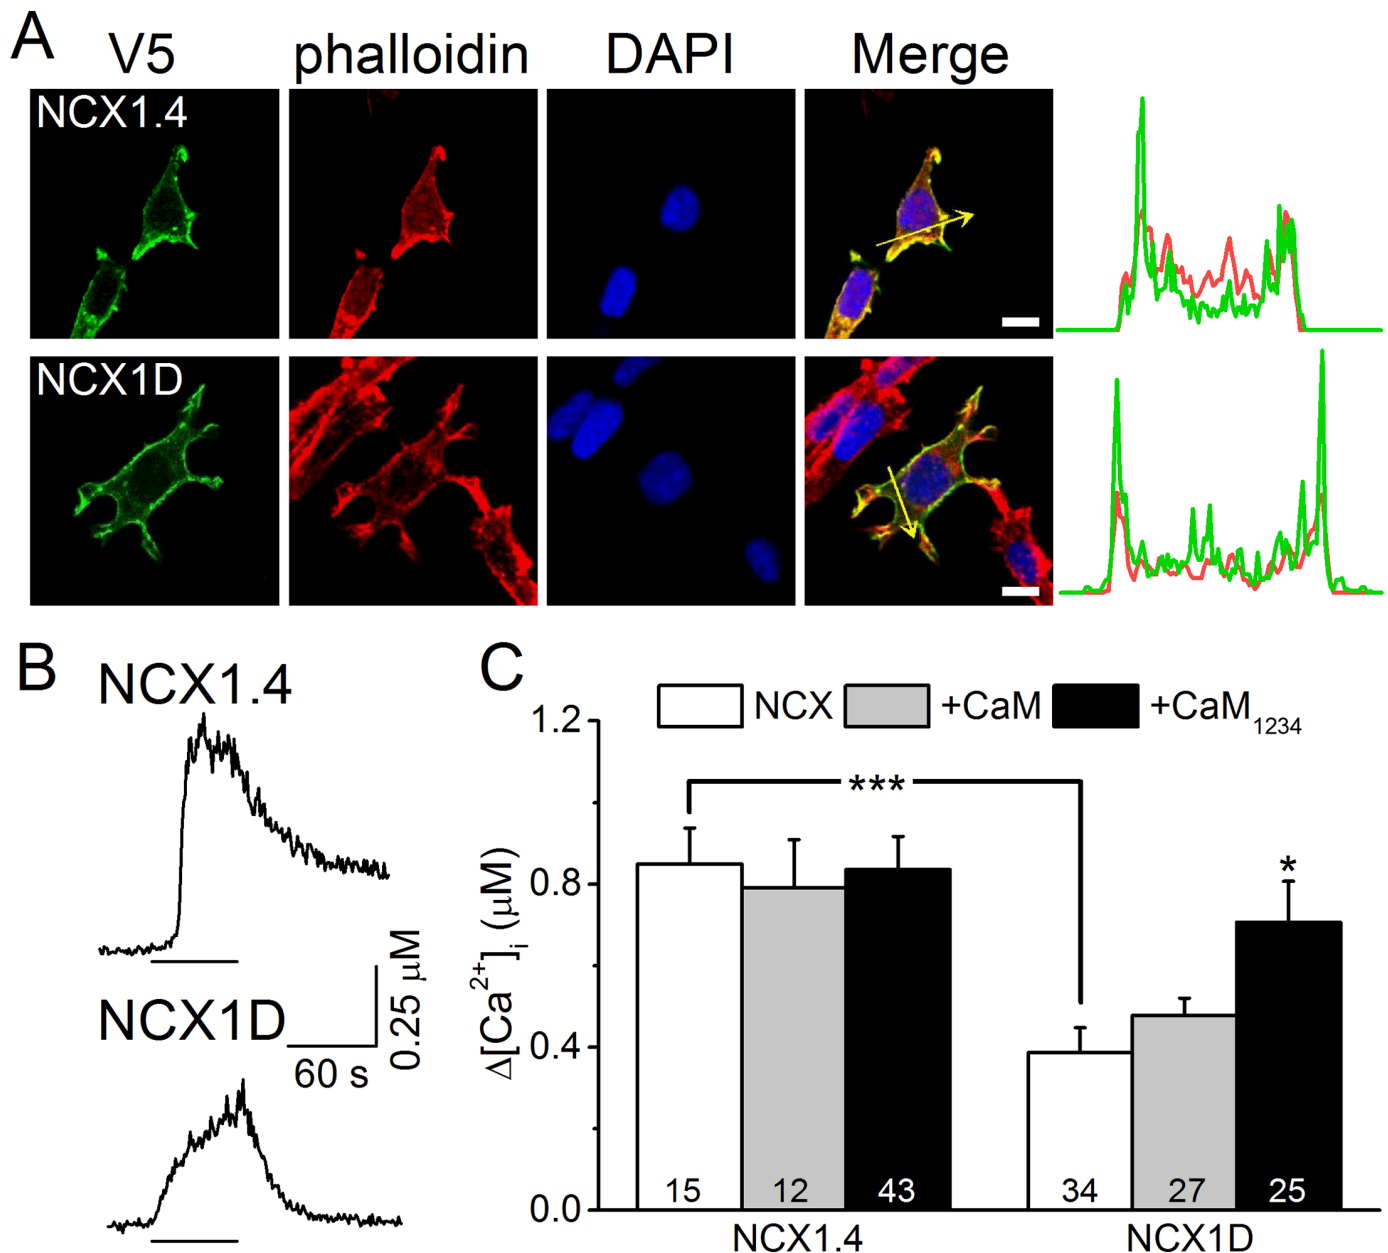 A
V5 phalloidin DAPI Merge
NCX1.4
NCX1D
B
NCX1.4
0.25 μM
60 s
NCX1D
C
NCX +CaM +CaM1234
1.2
0.8
0.4
0.0
Δ[Ca2+]i (μM)
***
*
15 12 43 34 27 25
NCX1.4 NCX1D